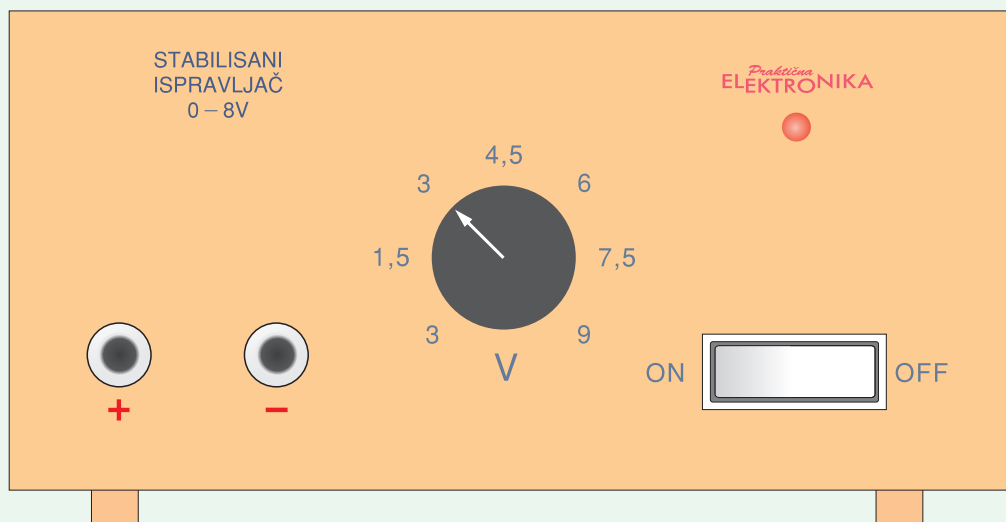 STABILISANI
ISPRAVLJAČ
0 – 8V
Praktična
ELEKTRONIKA
4,5
3
6
1,5
7,5
3
9
V
ON
OFF
+
–